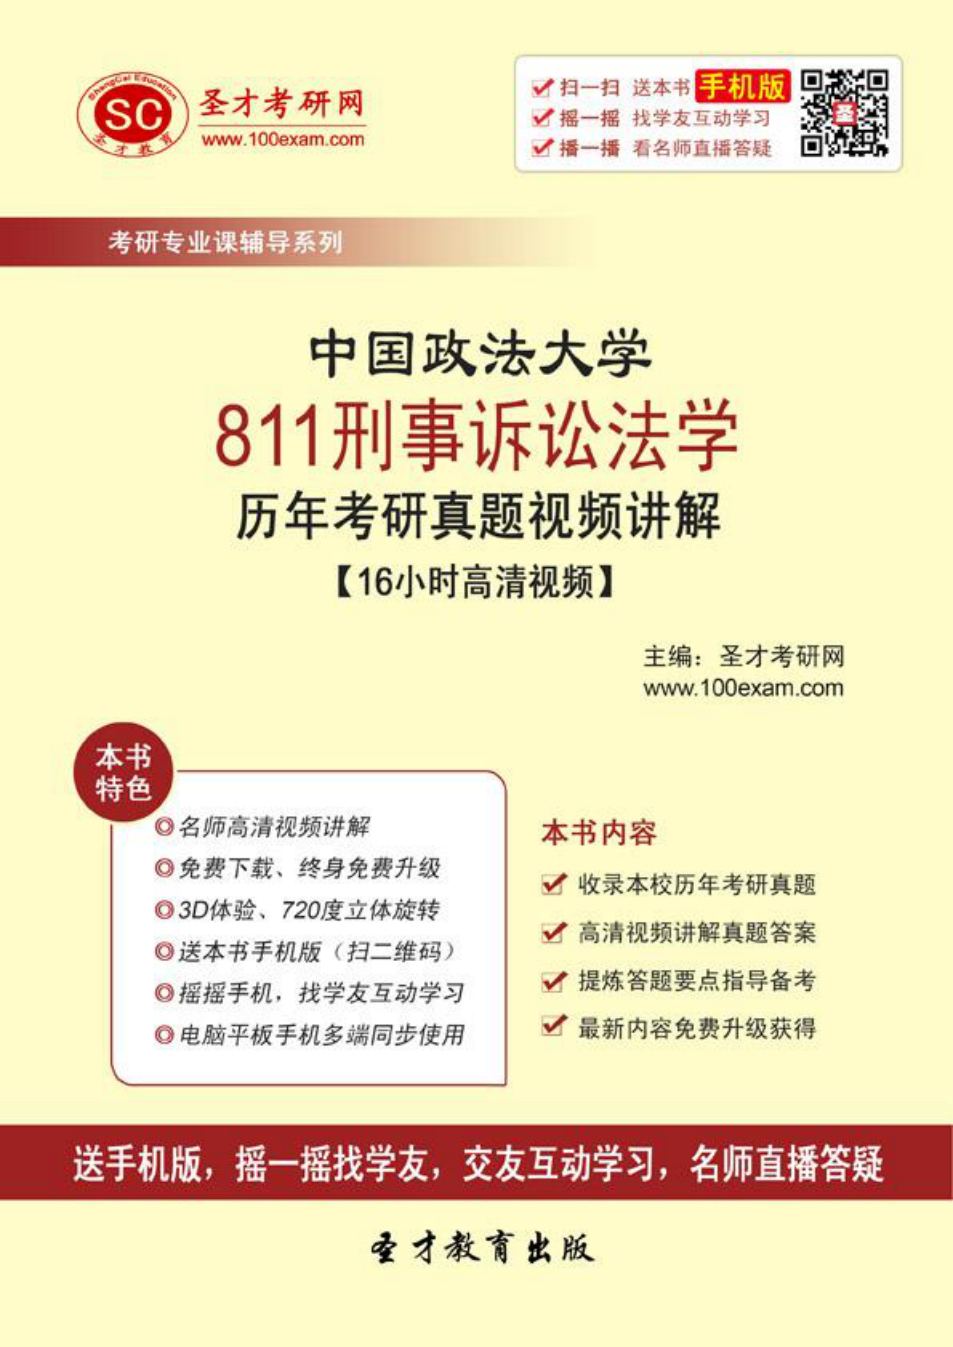 ShengCai Education
SC
圣才教育
圣才考研网
www.100exam.com
扫一扫 送本书 手机版
摇一摇 找学友互动学习
播一播 看名师直播答疑
圣
考研专业课辅导系列
中国政法大学
811刑事诉讼法学
历年考研真题视频讲解
【16小时高清视频】
主编：圣才考研网
www.100exam.com
本书
特色
◎名师高清视频讲解
◎免费下载、终身免费升级
◎3D体验、720度立体旋转
◎送本书手机版（扫二维码）
◎摇摇手机，找学友互动学习
◎电脑平板手机多端同步使用
本书内容
收录本校历年考研真题
高清视频讲解真题答案
提炼答题要点指导备考
最新内容免费升级获得
送手机版，摇一摇找学友，交友互动学习，名师直播答疑
圣才教育出版